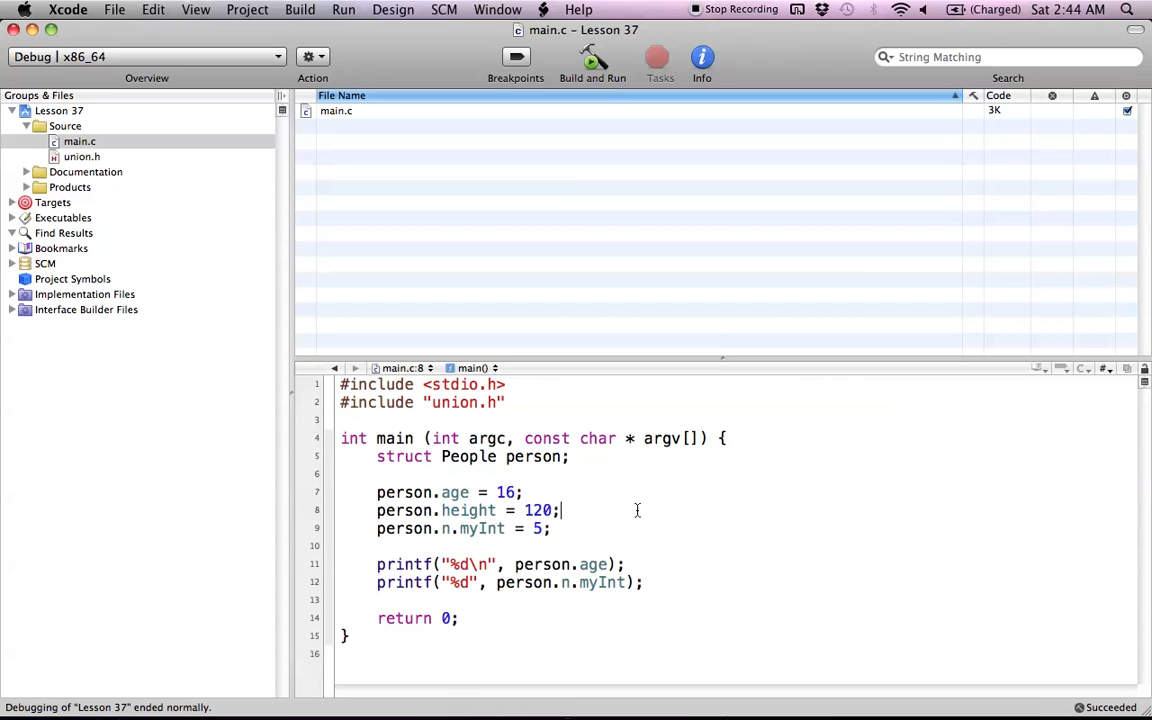 Xcode File Edit View Project Build Run Design SCM Window Help Stop Recording (Charged) Sat 2:44 AM
main.c – Lesson 37
Debug | x86_64 String Matching
Overview Action Breakpoints Build and Run Tasks Info Search
Groups & Files File Name Code
Lesson 37 main.c 3K
Source
main.c
union.h
Documentation
Products
Targets
Executables
Find Results
Bookmarks
SCM
Project Symbols
Implementation Files
Interface Builder Files
main.c:8 main()
1 #include <stdio.h>
2 #include "union.h"
3
4 int main (int argc, const char * argv[]) {
5 struct People person;
6
7 person.age = 16;
8 person.height = 120;
9 person.n.myInt = 5;
10
11 printf("%d\n", person.age);
12 printf("%d", person.n.myInt);
13
14 return 0;
15 }
16
Debugging of "Lesson 37" ended normally. Succeeded